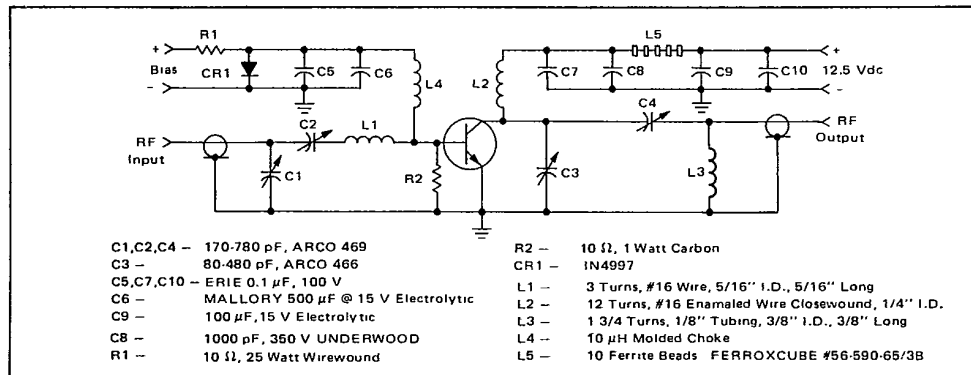 R1
L5
+
+
Bias
CR1
C5
C6
L4
L2
C7
C8
C9
C10
12.5 Vdc
-
-
C4
C2
L1
RF
Input
RF
Output
C1
R2
C3
L3
C1,C2,C4 – 170-780 pF, ARCO 469
C3 – 80-480 pF, ARCO 466
C5,C7,C10 – ERIE 0.1 μF, 100 V
C6 – MALLORY 500 μF @ 15 V Electrolytic
C9 – 100 μF, 15 V Electrolytic
C8 – 1000 pF, 350 V UNDERWOOD
R1 – 10 Ω, 25 Watt Wirewound
R2 – 10 Ω, 1 Watt Carbon
CR1 – IN4997
L1 – 3 Turns, #16 Wire, 5/16" I.D., 5/16" Long
L2 – 12 Turns, #16 Enamaled Wire Closewound, 1/4" I.D.
L3 – 1 3/4 Turns, 1/8" Tubing, 3/8" I.D., 3/8" Long
L4 – 10 μH Molded Choke
L5 – 10 Ferrite Beads FERROXCUBE #56-590-65/3B